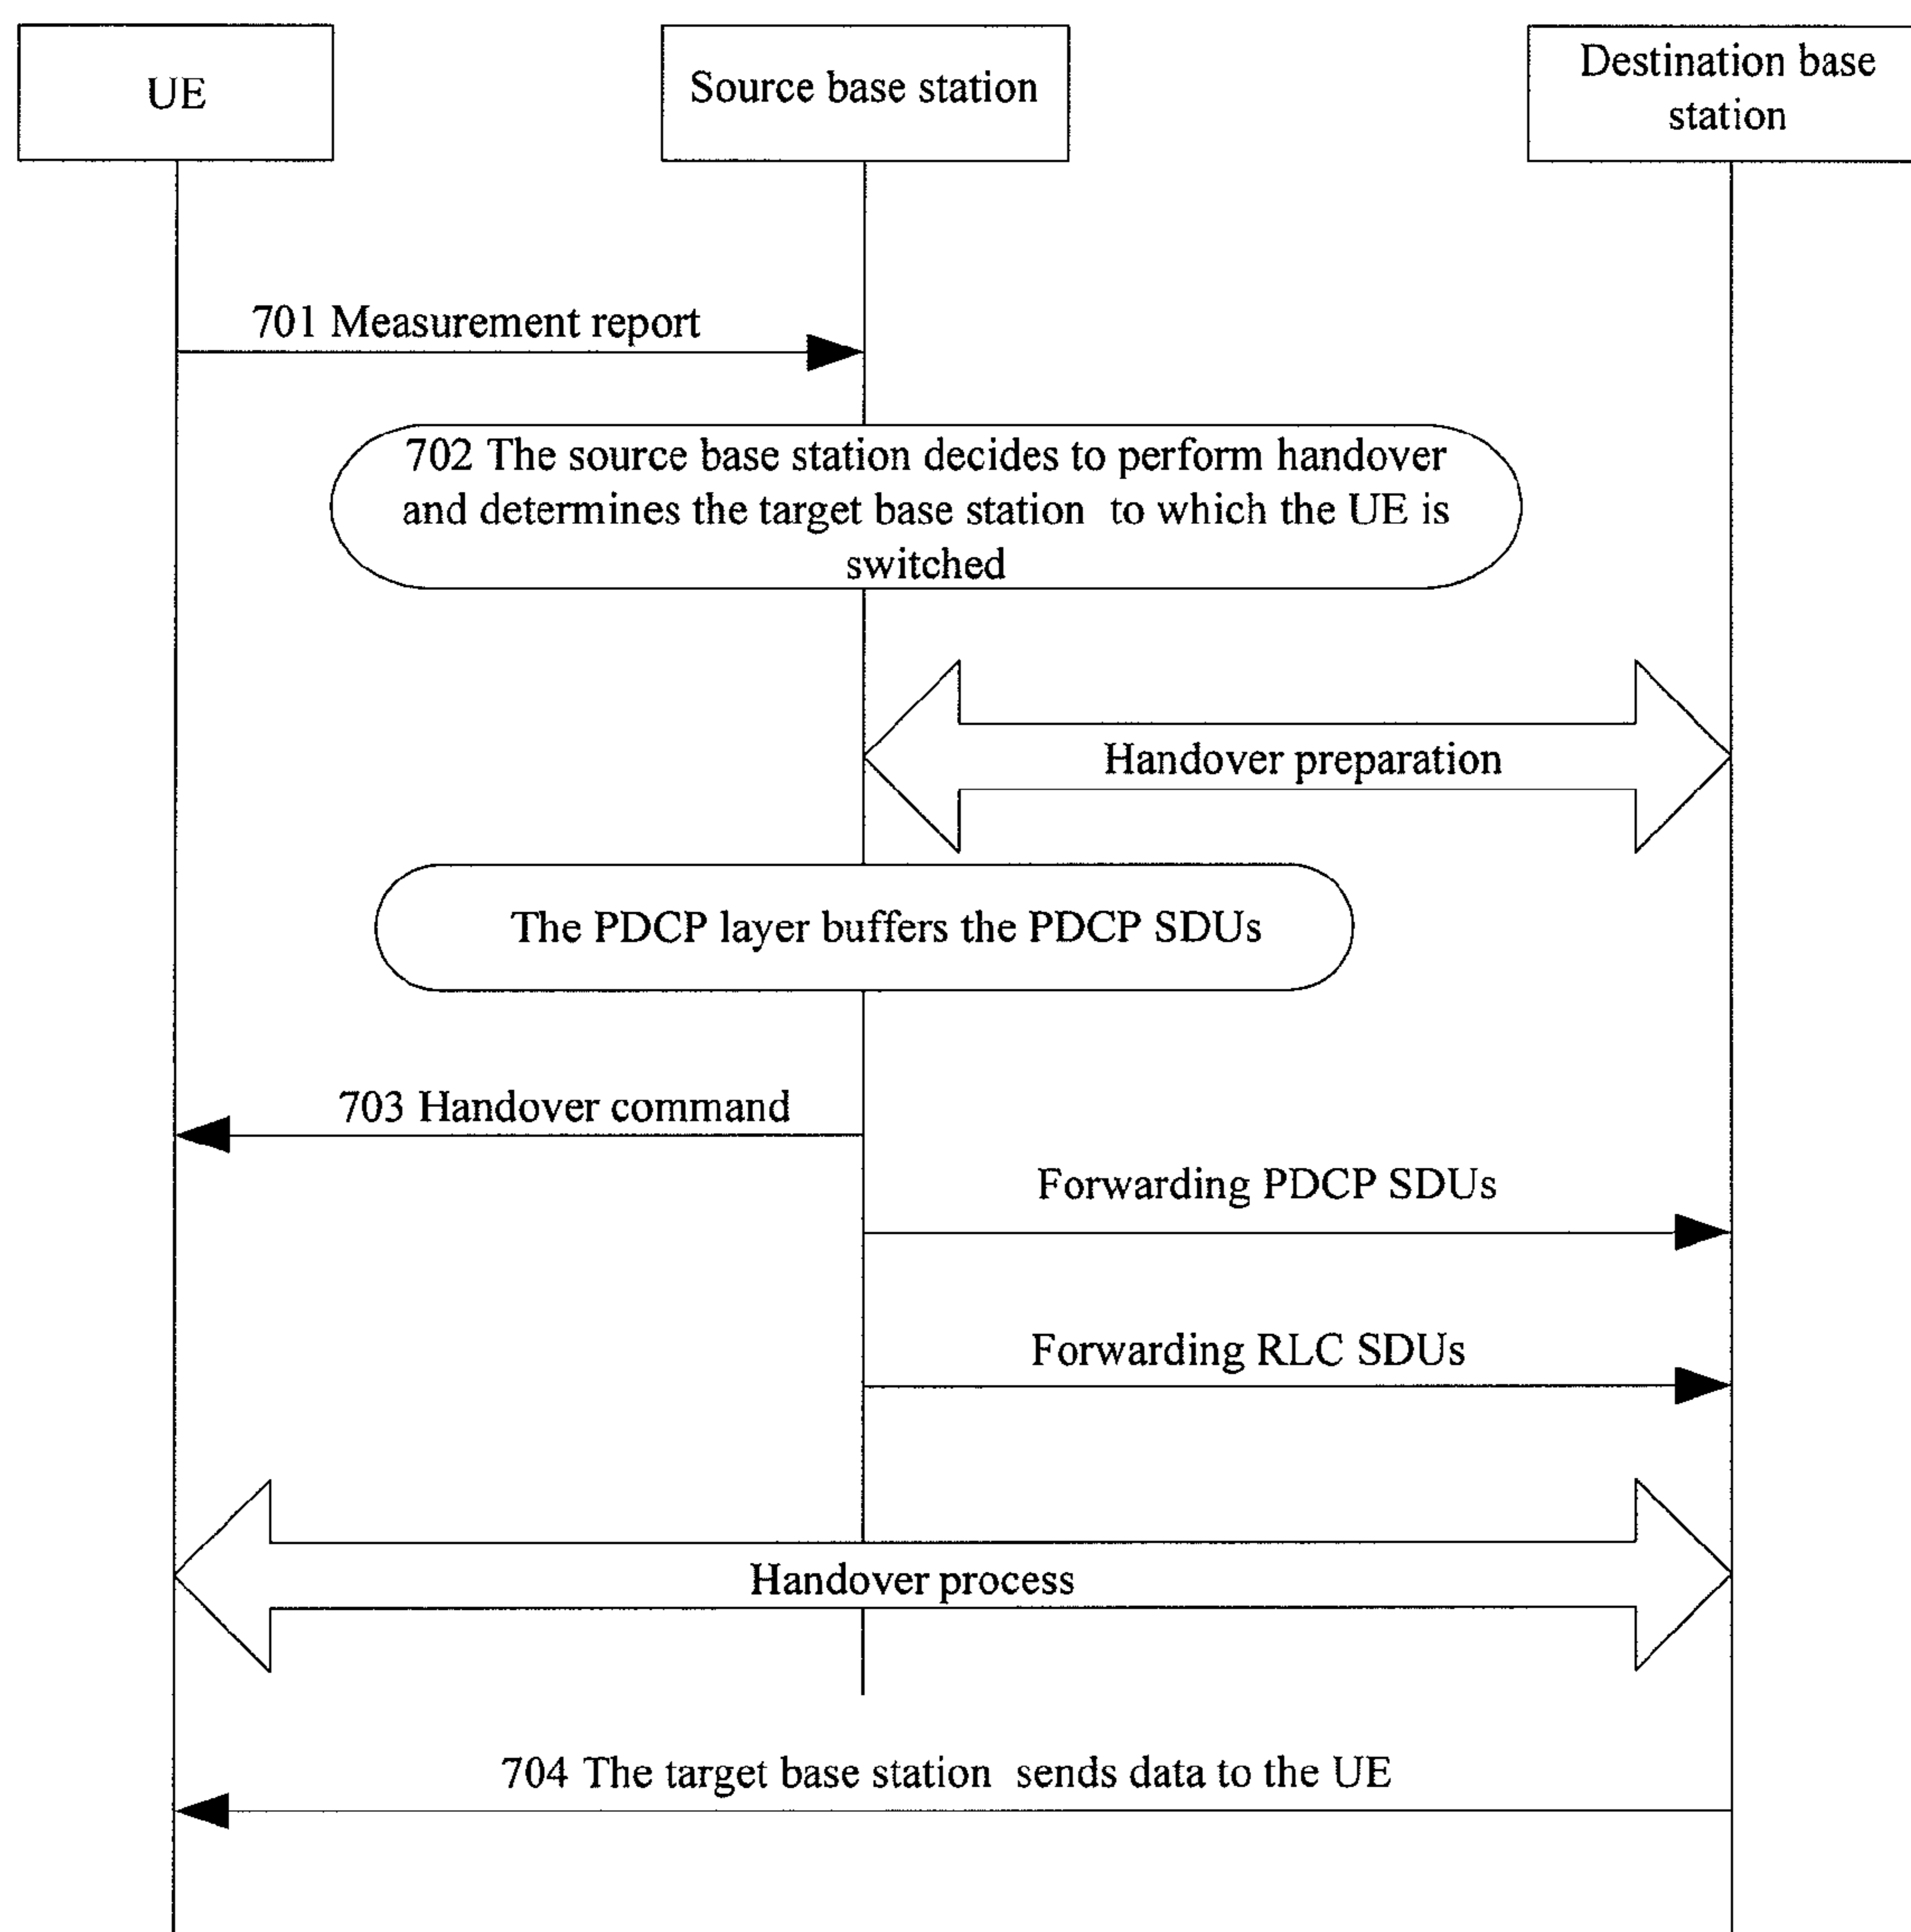 UE
Source base station
Destination base
station
701 Measurement report
702 The source base station decides to perform handover
and determines the target base station to which the UE is
switched
Handover preparation
The PDCP layer buffers the PDCP SDUs
703 Handover command
Forwarding PDCP SDUs
Forwarding RLC SDUs
Handover process
704 The target base station sends data to the UE